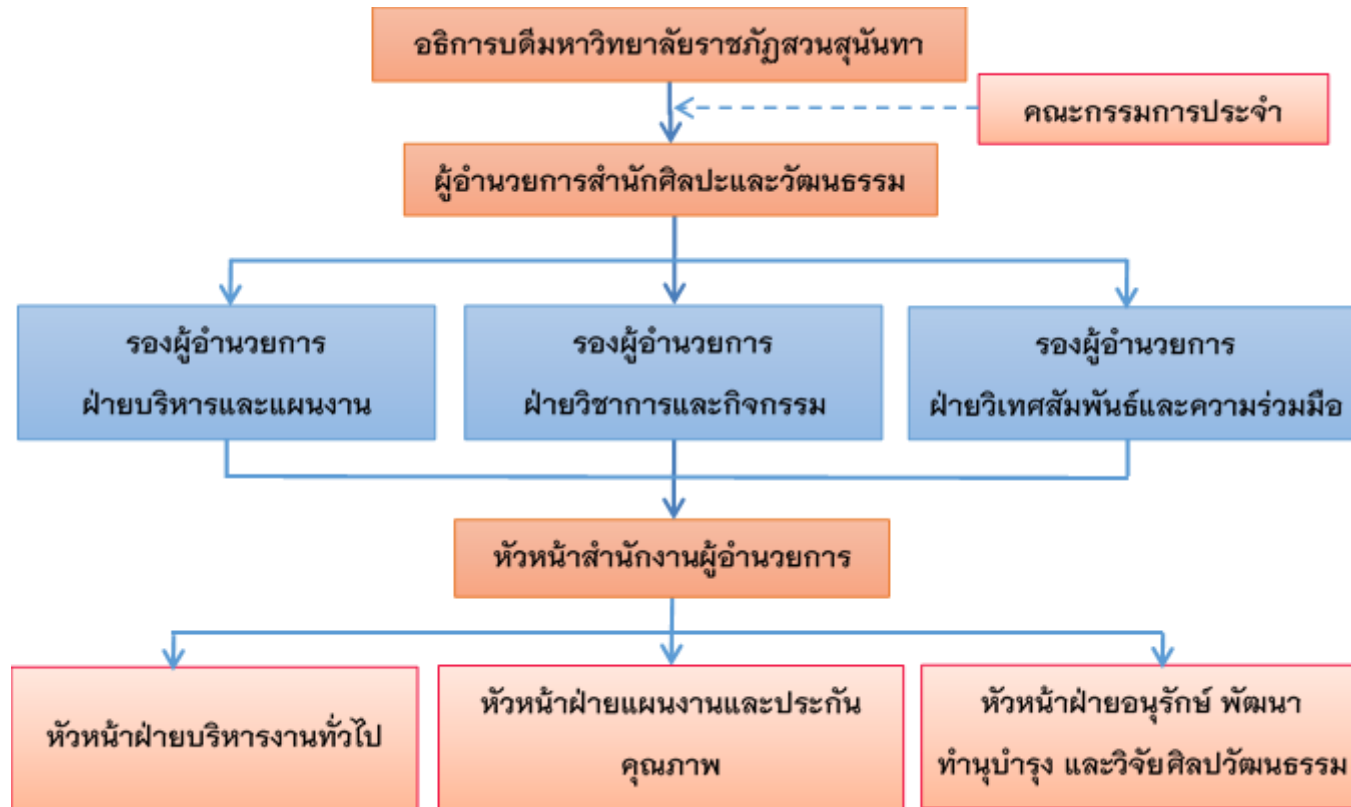 อธิการบดีมหาวิทยาลัยราชภัฏสวนสุนันทา
คณะกรรมการประจำ
ผู้อำนวยการสำนักศิลปะและวัฒนธรรม
รองผู้อำนวยการ
ฝ่ายบริหารและแผนงาน
รองผู้อำนวยการ
ฝ่ายวิชาการและกิจกรรม
รองผู้อำนวยการ
ฝ่ายวิเทศสัมพันธ์และความร่วมมือ
หัวหน้าสำนักงานผู้อำนวยการ
หัวหน้าฝ่ายบริหารงานทั่วไป
หัวหน้าฝ่ายแผนงานและประกัน
คุณภาพ
หัวหน้าฝ่ายอนุรักษ์ พัฒนา
ทำนุบำรุง และวิจัยศิลปวัฒนธรรม